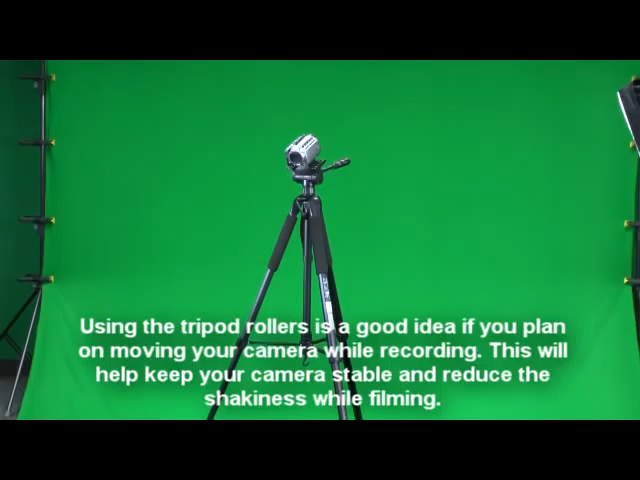 Using the tripod rollers is a good idea if you plan
on moving your camera while recording. This will
help keep your camera stable and reduce the
shakiness while filming.